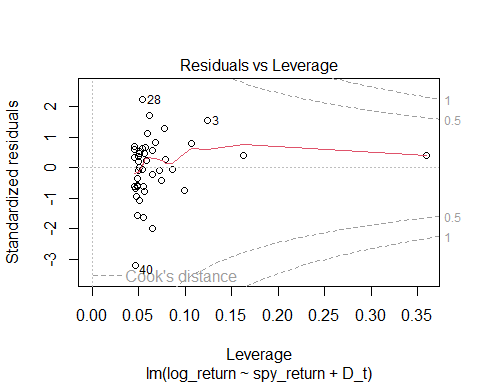 Residuals vs Leverage
Standardized residuals
2
1
0
-1
-2
-3
28
3
40
1
0.5
0.5
1
Cook's distance
0.00 0.05 0.10 0.15 0.20 0.25 0.30 0.35
Leverage
lm(log_return ~ spy_return + D_t)